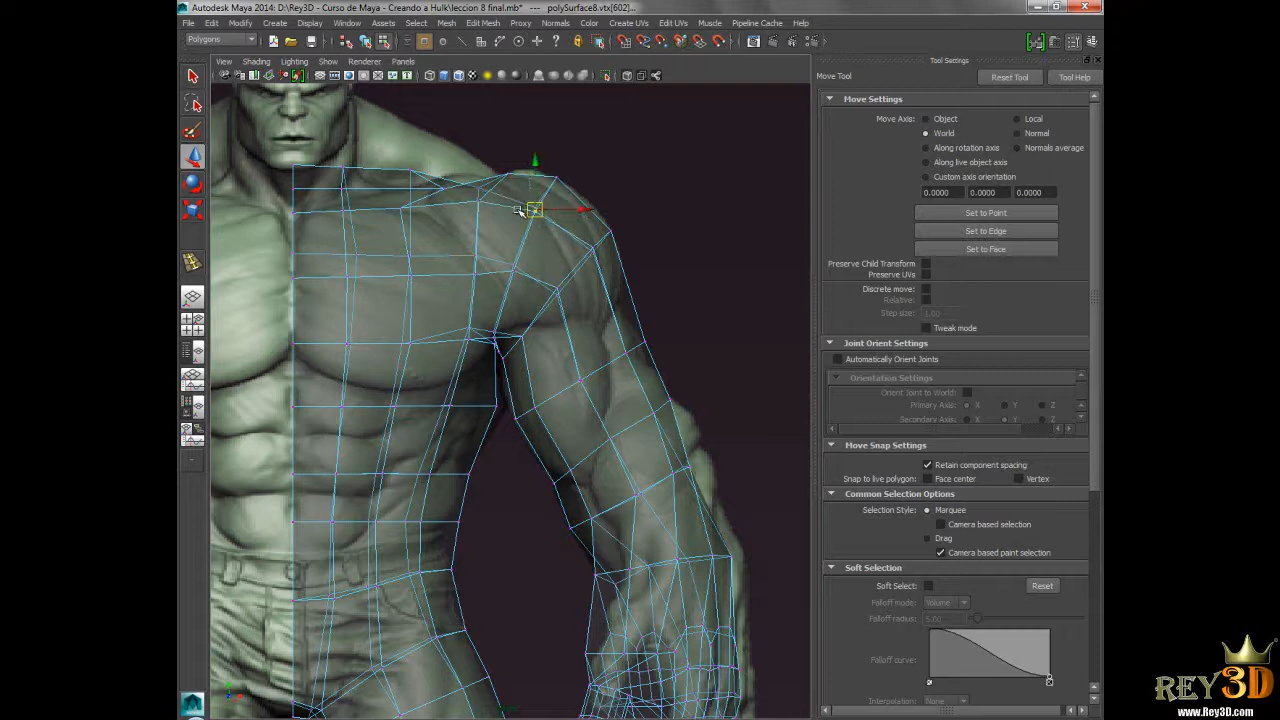 Autodesk Maya 2014: Rey3D - Curso de Maya - Creando a Hulk\leccion 8 final.mb* --- polySurface8.vtx[602]...
File Edit Modify Create Display Window Assets Select Mesh Edit Mesh Proxy Normals Color Create UVs Edit UVs Muscle Pipeline Cache Help
Polygons
View Shading Lighting Show Renderer Panels
Tool Settings
Move Tool Reset Tool Tool Help
Move Settings
Move Axis: Object Local
World Normal
Along rotation axis Normals average
Along live object axis
Custom axis orientation
0.0000 0.0000 0.0000
Set to Point
Set to Edge
Set to Face
Preserve Child Transform
Preserve UVs
Discrete move:
Relative:
Step size: 1.00
Tweak mode
Joint Orient Settings
Automatically Orient Joints
Orientation Settings
Orient Joint to World:
Primary Axis: X Y Z
Secondary Axis: X Y Z
Move Snap Settings
Retain component spacing
Snap to live polygon: Face center Vertex
Common Selection Options
Selection Style: Marquee
Camera based selection
Drag
Camera based paint selection
Soft Selection
Soft Select: Reset
Falloff mode: Volume
Falloff radius: 5.00
Falloff curve:
Interpolation: None
REY3D
www.Rey3D.com